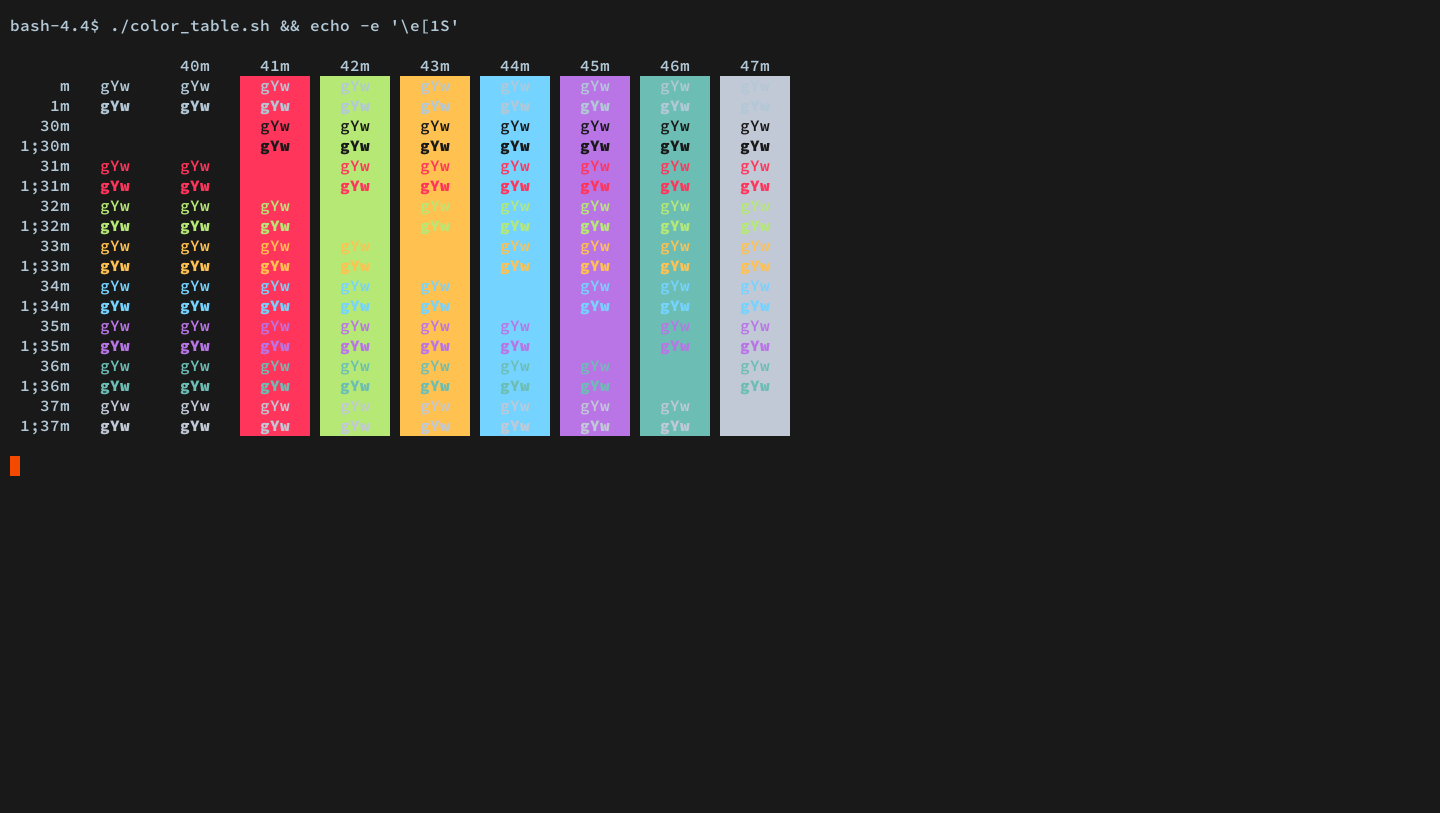 bash-4.4$ ./color_table.sh && echo -e '\e[1S'
40m 41m 42m 43m 44m 45m 46m 47m
m gYw gYw gYw gYw gYw gYw gYw gYw gYw
1m gYw gYw gYw gYw gYw gYw gYw gYw gYw
30m gYw gYw gYw gYw gYw gYw gYw
1;30m gYw gYw gYw gYw gYw gYw gYw
31m gYw gYw gYw gYw gYw gYw gYw gYw
1;31m gYw gYw gYw gYw gYw gYw gYw gYw
32m gYw gYw gYw gYw gYw gYw gYw gYw
1;32m gYw gYw gYw gYw gYw gYw gYw gYw
33m gYw gYw gYw gYw gYw gYw gYw gYw
1;33m gYw gYw gYw gYw gYw gYw gYw gYw
34m gYw gYw gYw gYw gYw gYw gYw gYw
1;34m gYw gYw gYw gYw gYw gYw gYw gYw
35m gYw gYw gYw gYw gYw gYw gYw gYw
1;35m gYw gYw gYw gYw gYw gYw gYw gYw
36m gYw gYw gYw gYw gYw gYw gYw gYw
1;36m gYw gYw gYw gYw gYw gYw gYw gYw
37m gYw gYw gYw gYw gYw gYw gYw gYw
1;37m gYw gYw gYw gYw gYw gYw gYw gYw